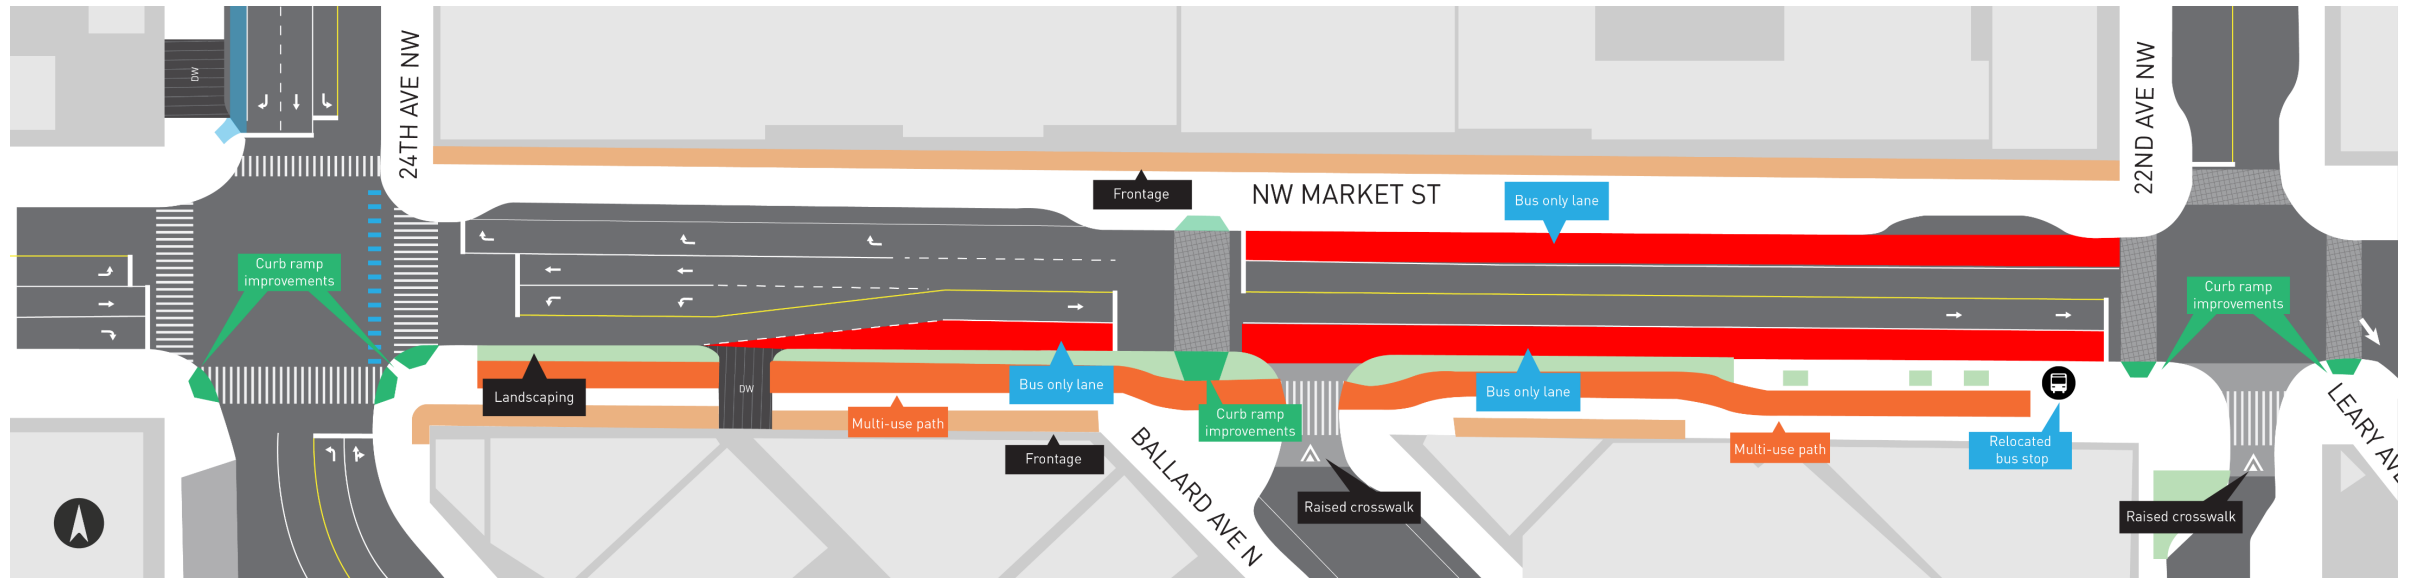 DW
24TH AVE NW
22ND AVE NW
Frontage
NW MARKET ST
Bus only lane
Curb ramp
improvements
Curb ramp
improvements
Landscaping
DW
Bus only lane
Multi-use path
Frontage
Curb ramp
improvements
Bus only lane
Multi-use path
Relocated
bus stop
BALLARD AVE N
Raised crosswalk
LEARY AVE
Raised crosswalk